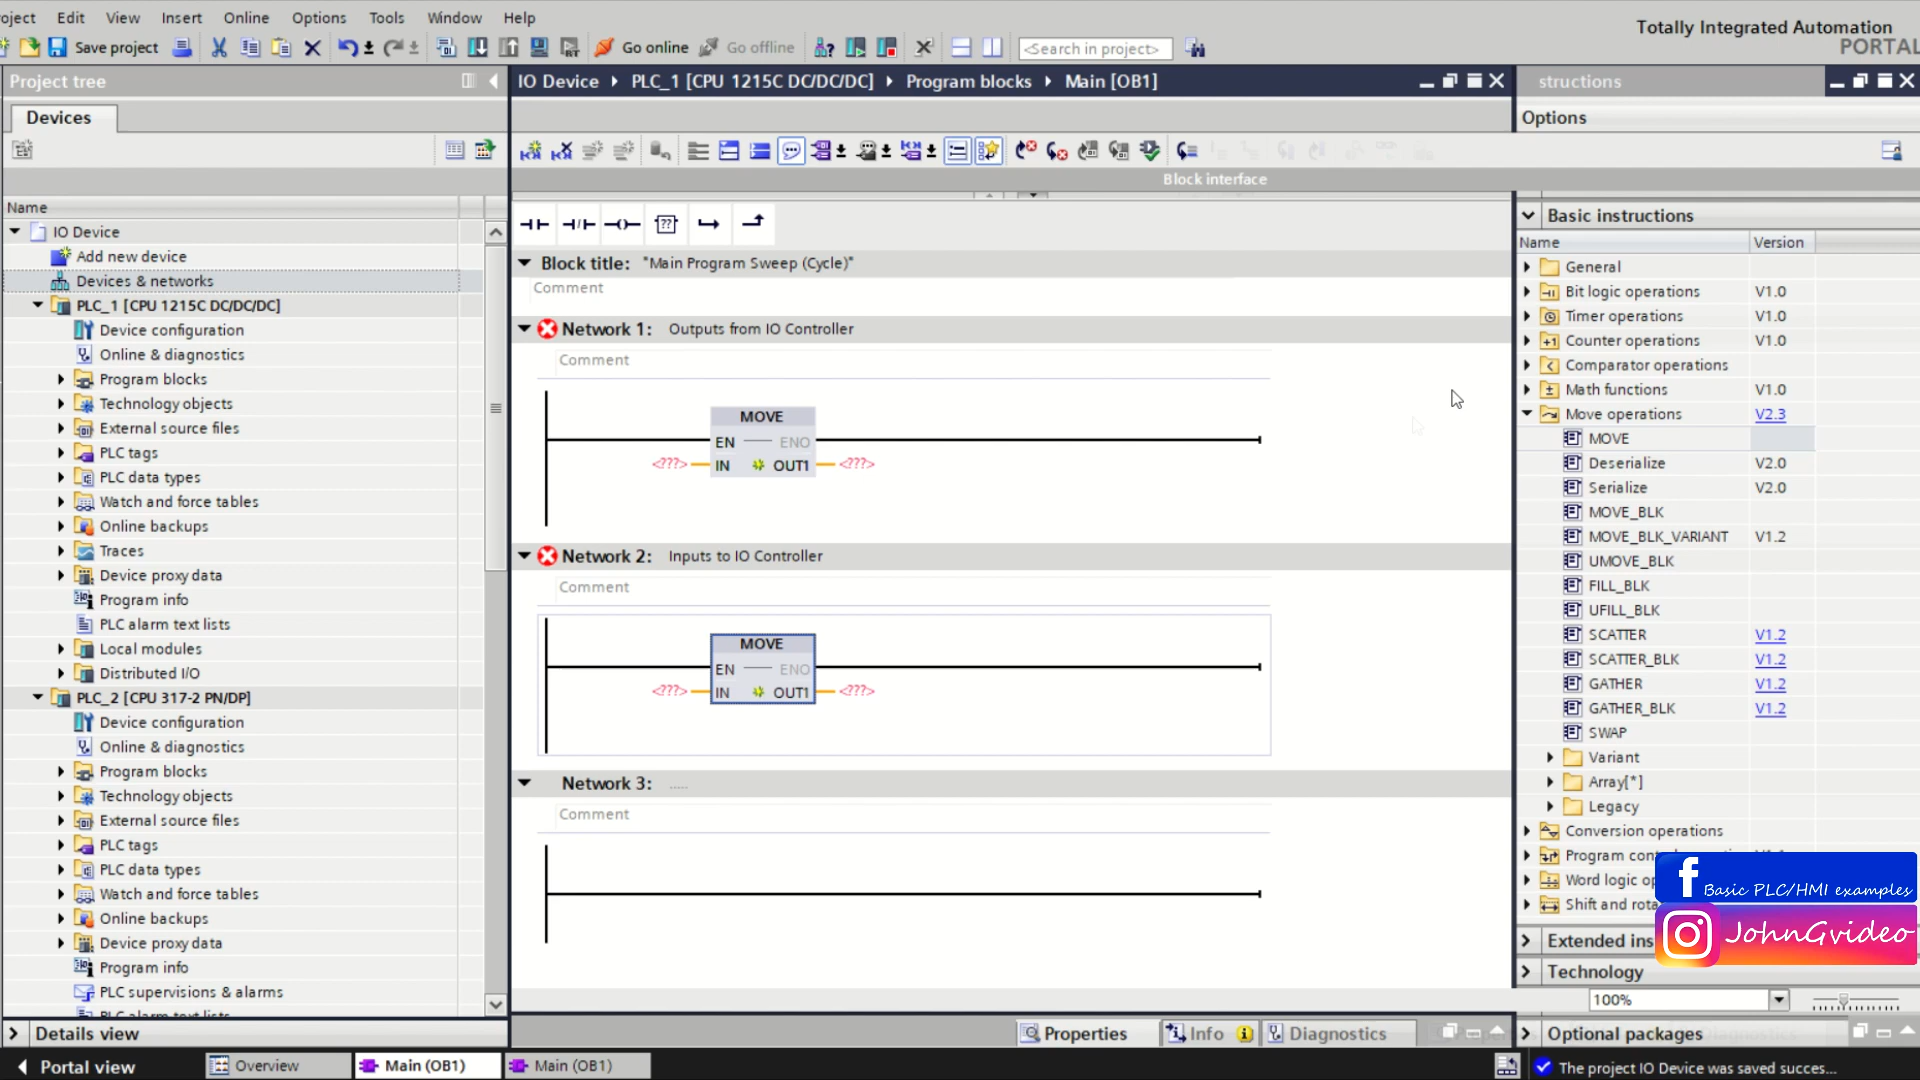 oject Edit View Insert Online Options Tools Window Help
Totally Integrated Automation
PORTAL
Save project Go online Go offline <Search in project>
Project tree
IO Device PLC_1 [CPU 1215C DC/DC/DC] Program blocks Main [OB1]
structions
Devices
Options
Block interface
Name
IO Device
Add new device
Devices & networks
PLC_1 [CPU 1215C DC/DC/DC]
Device configuration
Online & diagnostics
Program blocks
Technology objects
External source files
PLC tags
PLC data types
Watch and force tables
Online backups
Traces
Device proxy data
Program info
PLC alarm text lists
Local modules
Distributed I/O
PLC_2 [CPU 317-2 PN/DP]
Device configuration
Online & diagnostics
Program blocks
Technology objects
External source files
PLC tags
PLC data types
Watch and force tables
Online backups
Device proxy data
Program info
PLC supervisions & alarms
PLC alarm text lists
Details view
Block title: "Main Program Sweep (Cycle)"
Comment
Network 1: Outputs from IO Controller
Comment
MOVE
EN ENO
<???> IN OUT1 <???>
Network 2: Inputs to IO Controller
Comment
MOVE
EN ENO
<???> IN OUT1 <???>
Network 3: .....
Comment
Basic instructions
Name Version
General
Bit logic operations V1.0
Timer operations V1.0
Counter operations V1.0
Comparator operations
Math functions V1.0
Move operations V2.3
MOVE
Deserialize V2.0
Serialize V2.0
MOVE_BLK
MOVE_BLK_VARIANT V1.2
UMOVE_BLK
FILL_BLK
UFILL_BLK
SCATTER V1.2
SCATTER_BLK V1.2
GATHER V1.2
GATHER_BLK V1.2
SWAP
Variant
Array[*]
Legacy
Conversion operations
Program cont
Word logic op
Shift and rota
Basic PLC/HMI examples
JohnGvideo
Extended ins
Technology
100%
Properties Info Diagnostics
Optional packages
Portal view Overview Main (OB1) Main (OB1)
The project IO Device was saved succes...